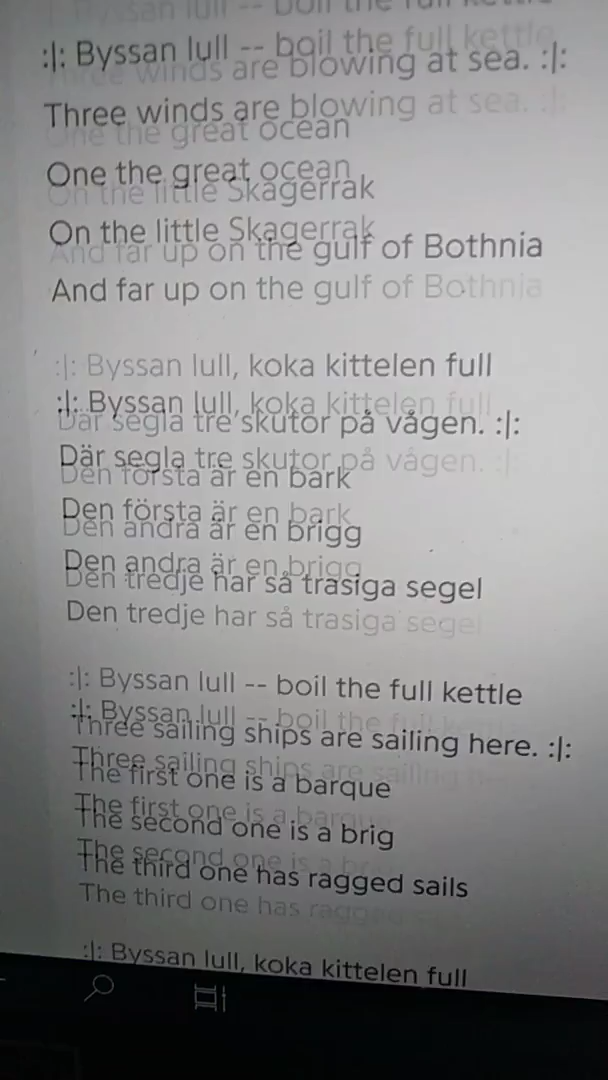 :|: Byssan lull -- boil the full kettle
Three winds are blowing at sea. :|:
One the great ocean
On the little Skagerrak
And far up on the gulf of Bothnia
:|: Byssan lull, koka kittelen full
Där segla tre skutor på vågen. :|:
Den första är en bark
Den andra är en brigg
Den tredje har så trasiga segel
:|: Byssan lull -- boil the full kettle
Three sailing ships are sailing here. :|:
The first one is a barque
The second one is a brig
The third one has ragged sails
:|: Byssan lull, koka kittelen full